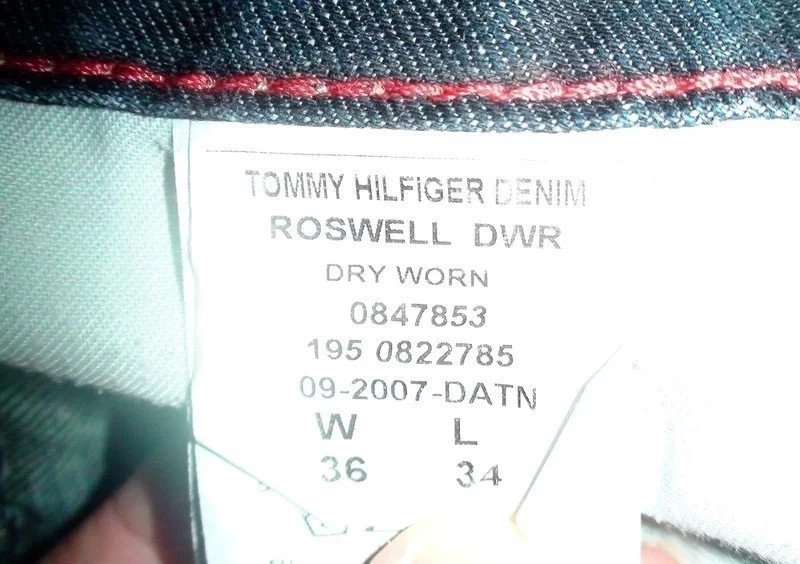 TOMMY HILFIGER DENIM
ROSWELL DWR
DRY WORN
0847853
195 0822785
09-2007-DATN
W L
36 34